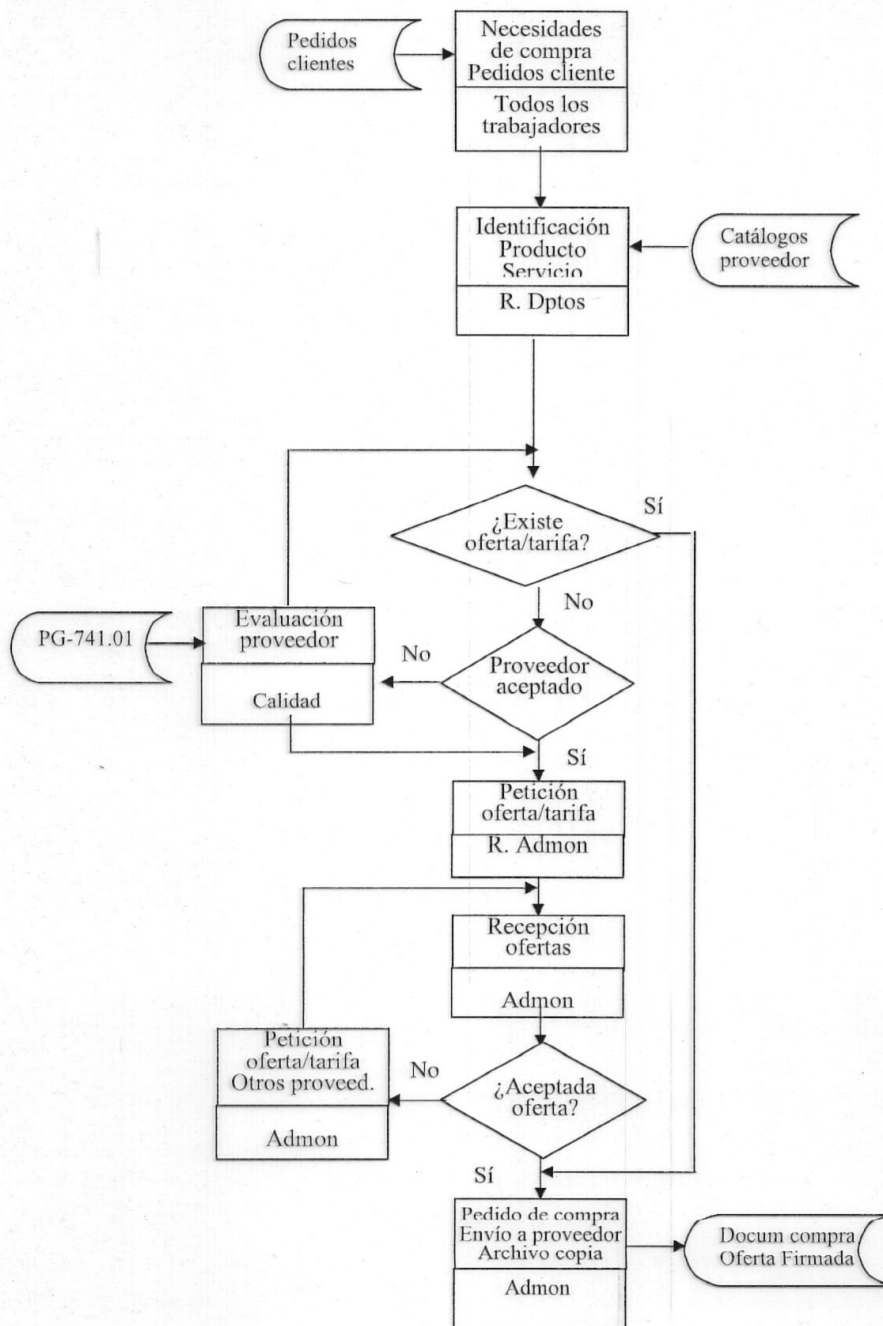 Pedidos
clientes
Necesidades
de compra
Pedidos cliente
Todos los
trabajadores
Identificación
Producto
Servicio
R. Dptos
Catálogos
proveedor
¿Existe
oferta/tarifa?
Sí
No
PG-741.01
Evaluación
proveedor
Calidad
No
Proveedor
aceptado
Sí
Petición
oferta/tarifa
R. Admon
Recepción
ofertas
Admon
Petición
oferta/tarifa
Otros proveed.
Admon
No
¿Aceptada
oferta?
Sí
Pedido de compra
Envío a proveedor
Archivo copia
Admon
Docum compra
Oferta Firmada